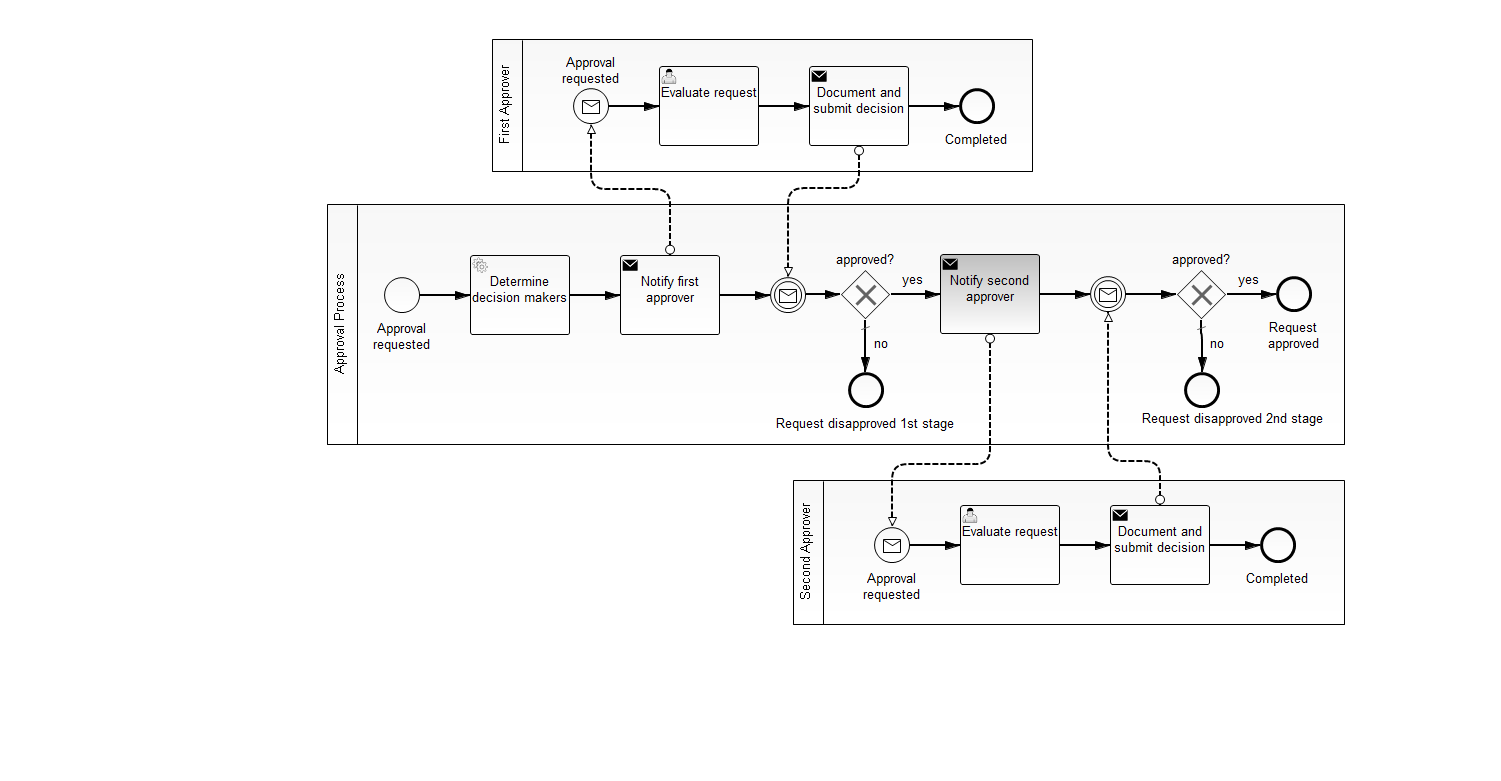 First Approver
Approval
requested
Evaluate request
Document and
submit decision
Completed
Approval Process
Approval
requested
Determine
decision makers
Notify first
approver
approved?
yes
no
Request disapproved 1st stage
Notify second
approver
approved?
yes
no
Request disapproved 2nd stage
Request
approved
Second Approver
Approval
requested
Evaluate request
Document and
submit decision
Completed